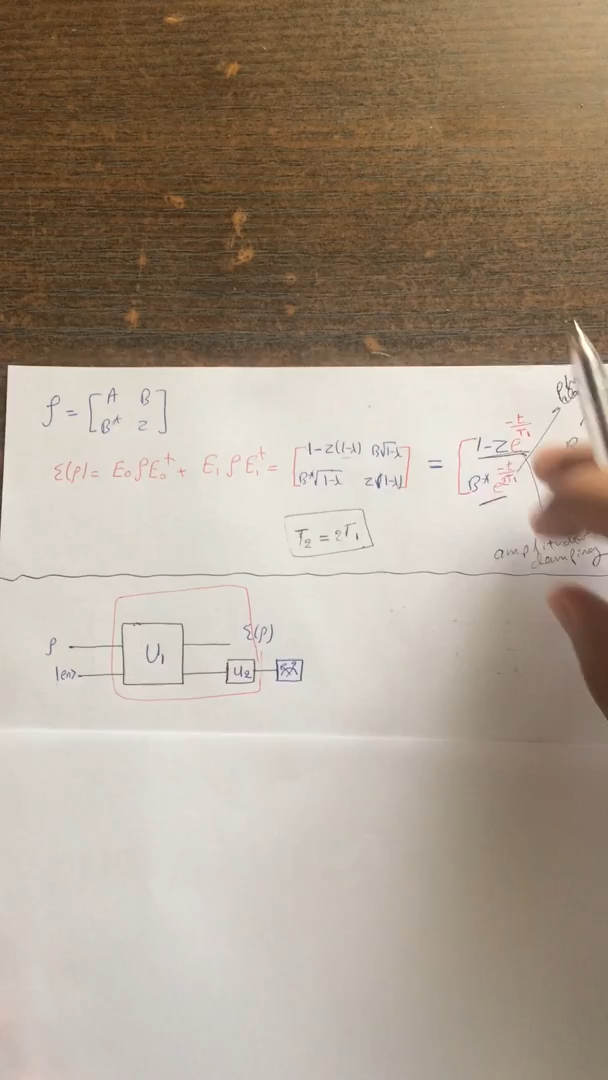 ρ = [A B
B* z]
ξ(ρ) = E₀ρE₀† + E₁ρE₁† = [1-z(1-λ) B√1-λ
B*√1-λ z(1-λ)] = [1-ze^(-t/T₁)
B* e^(-t/2T₁)
T₂ = 2T₁
amplitude
damping
ρ U₁ ξ(ρ)
|en> U₂